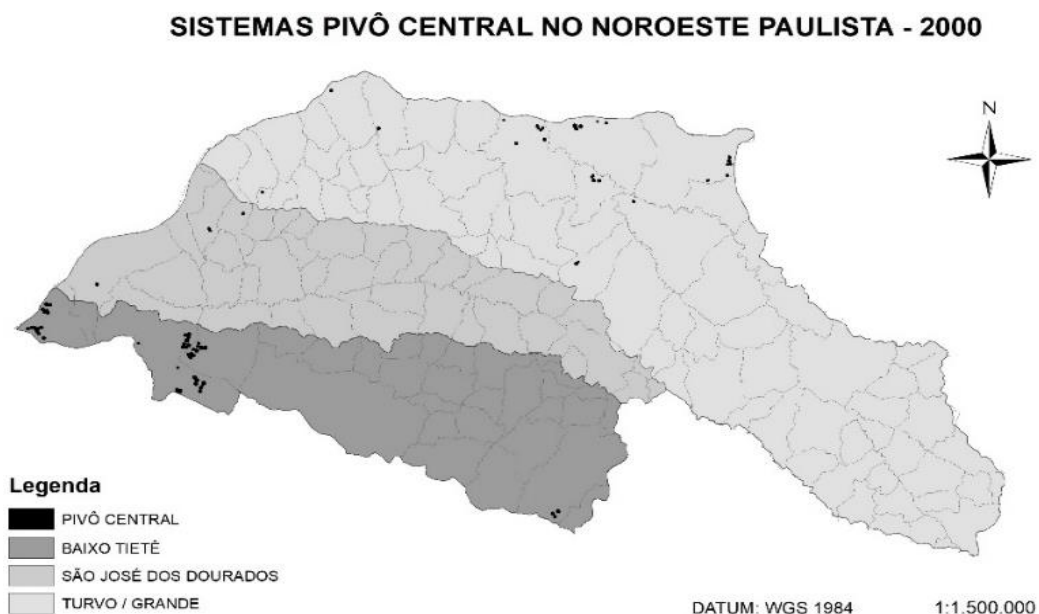 SISTEMAS PIVÔ CENTRAL NO NOROESTE PAULISTA - 2000
N
Legenda
PIVÔ CENTRAL
BAIXO TIETÊ
SÃO JOSÉ DOS DOURADOS
TURVO / GRANDE
DATUM: WGS 1984 1:1.500.000